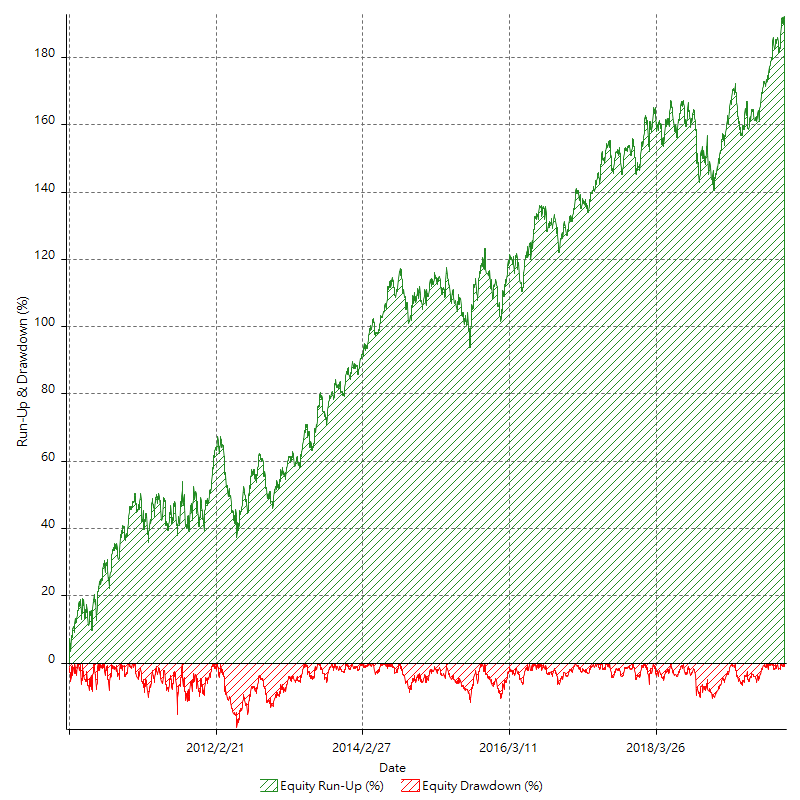 180
160
140
120
100
80
60
40
20
0
Run-Up & Drawdown (%)
2012/2/21 2014/2/27 2016/3/11 2018/3/26
Date
Equity Run-Up (%) Equity Drawdown (%)